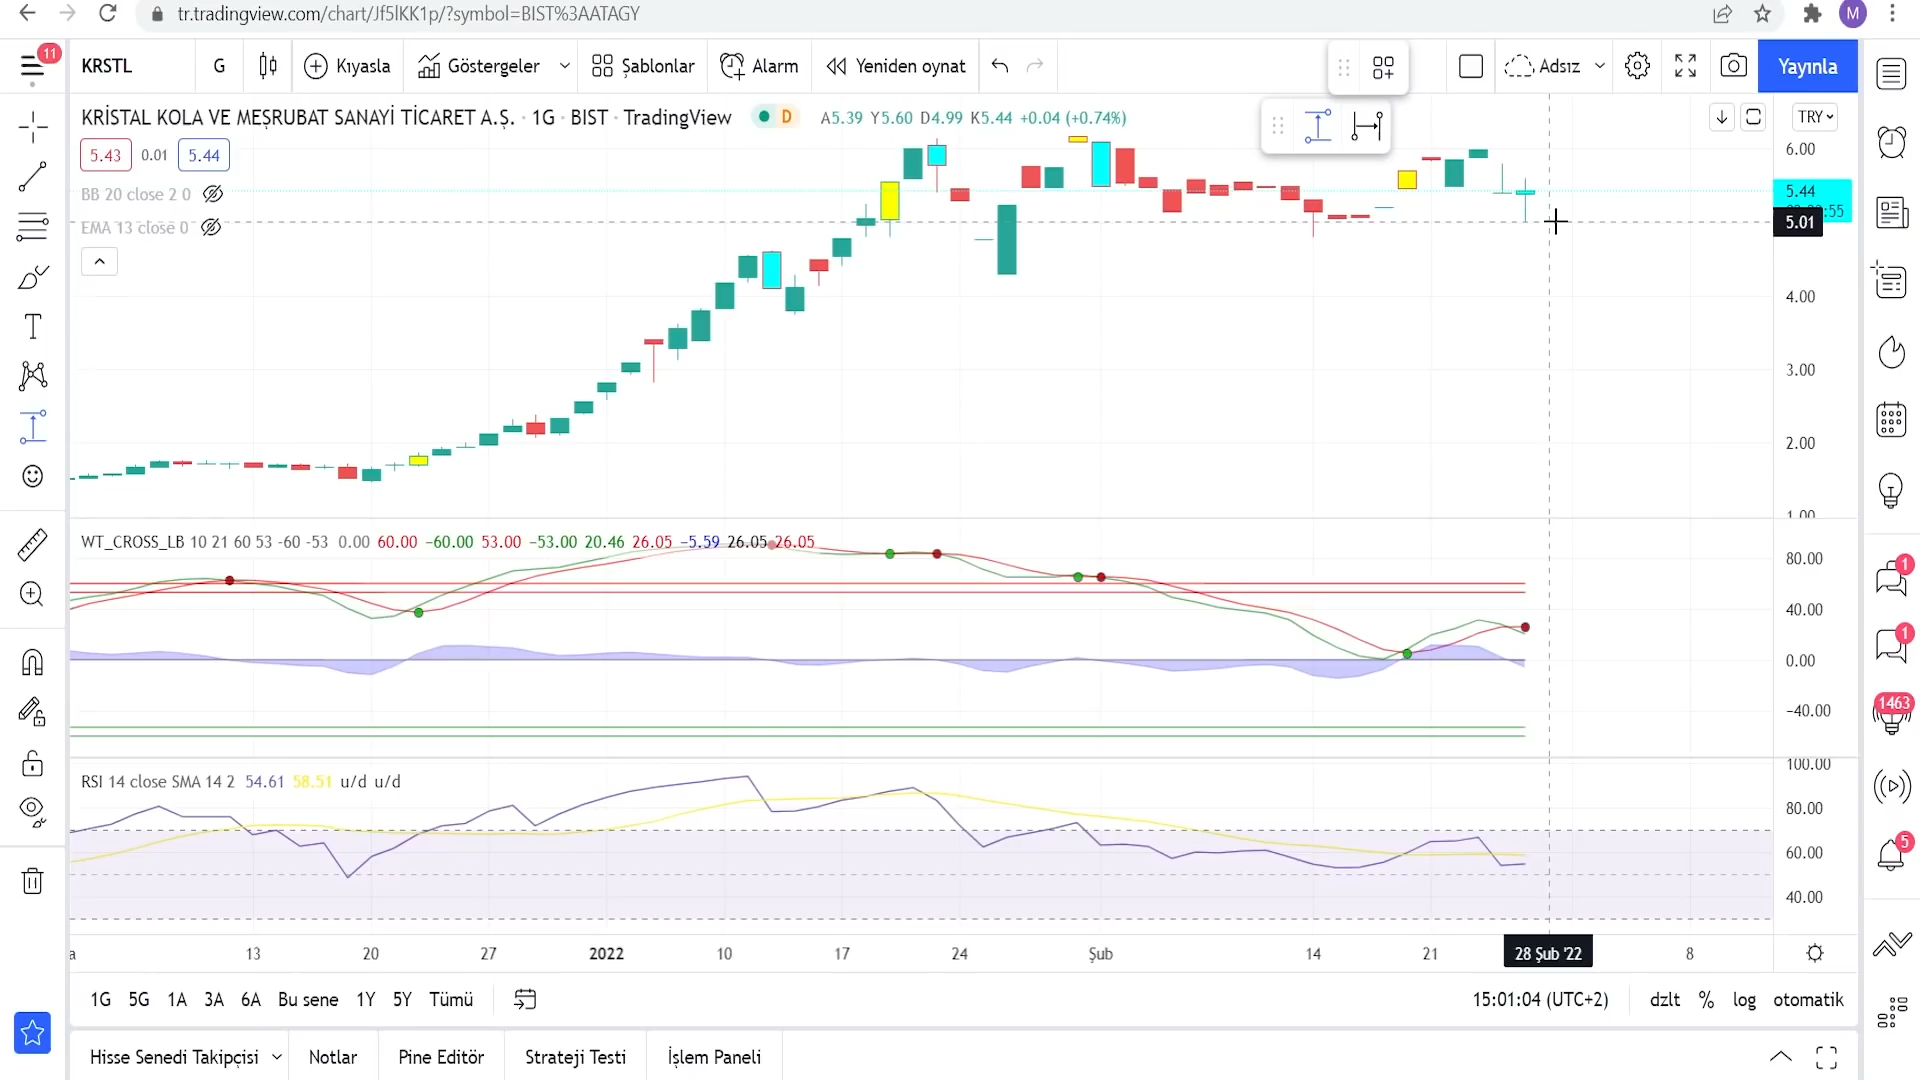 tr.tradingview.com/chart/Jf5lKK1p/?symbol=BIST%3AATAGY
M
11
KRSTL
G
Kıyasla
Göstergeler
Şablonlar
Alarm
Yeniden oynat
Adsız
Yayınla
KRİSTAL KOLA VE MEŞRUBAT SANAYİ TİCARET A.Ş. · 1G · BIST · TradingView
D
A5.39 Y5.60 D4.99 K5.44 +0.04 (+0.74%)
TRY
5.43 0.01 5.44
BB 20 close 2 0
EMA 13 close 0
6.00
5.44
:55
5.01
4.00
3.00
2.00
1.00
WT_CROSS_LB 10 21 60 53 -60 -53 0.00 60.00 −60.00 53.00 −53.00 20.46 26.05 −5.59 26.05 26.05
80.00
40.00
0.00
−40.00
RSI 14 close SMA 14 2 54.61 58.51 u/d u/d
100.00
80.00
60.00
40.00
1
1
1463
5
a 13 20 27 2022 10 17 24 Şub 14 21 28 Şub '22 8
1G 5G 1A 3A 6A Bu sene 1Y 5Y Tümü
15:01:04 (UTC+2) dzlt % log otomatik
Hisse Senedi Takipçisi Notlar Pine Editör Strateji Testi İşlem Paneli